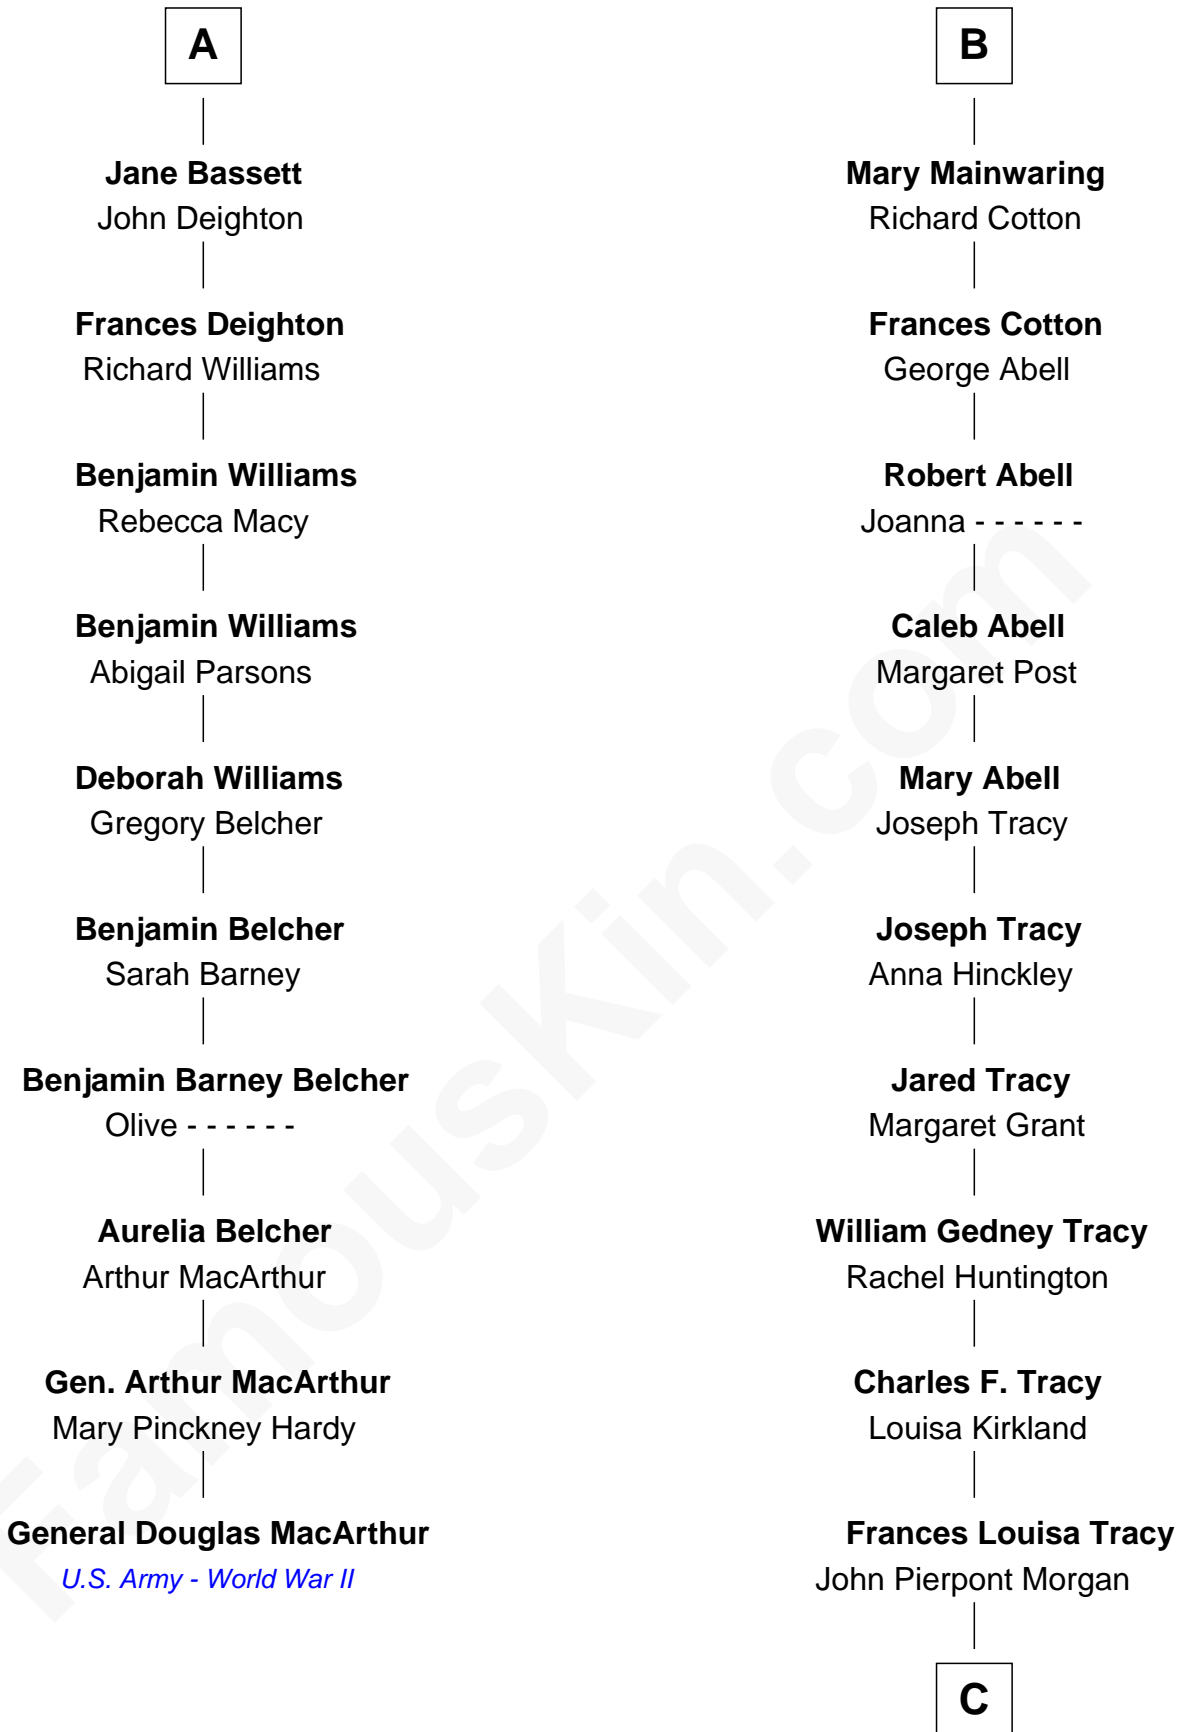 A
Jane Bassett
John Deighton
Frances Deighton
Richard Williams
Benjamin Williams
Rebecca Macy
Benjamin Williams
Abigail Parsons
Deborah Williams
Gregory Belcher
Benjamin Belcher
Sarah Barney
Benjamin Barney Belcher
Olive - - - - - -
Aurelia Belcher
Arthur MacArthur
Gen. Arthur MacArthur
Mary Pinckney Hardy
General Douglas MacArthur
U.S. Army - World War II
B
Mary Mainwaring
Richard Cotton
Frances Cotton
George Abell
Robert Abell
Joanna - - - - - -
Caleb Abell
Margaret Post
Mary Abell
Joseph Tracy
Joseph Tracy
Anna Hinckley
Jared Tracy
Margaret Grant
William Gedney Tracy
Rachel Huntington
Charles F. Tracy
Louisa Kirkland
Frances Louisa Tracy
John Pierpont Morgan
C
FamousKin.com